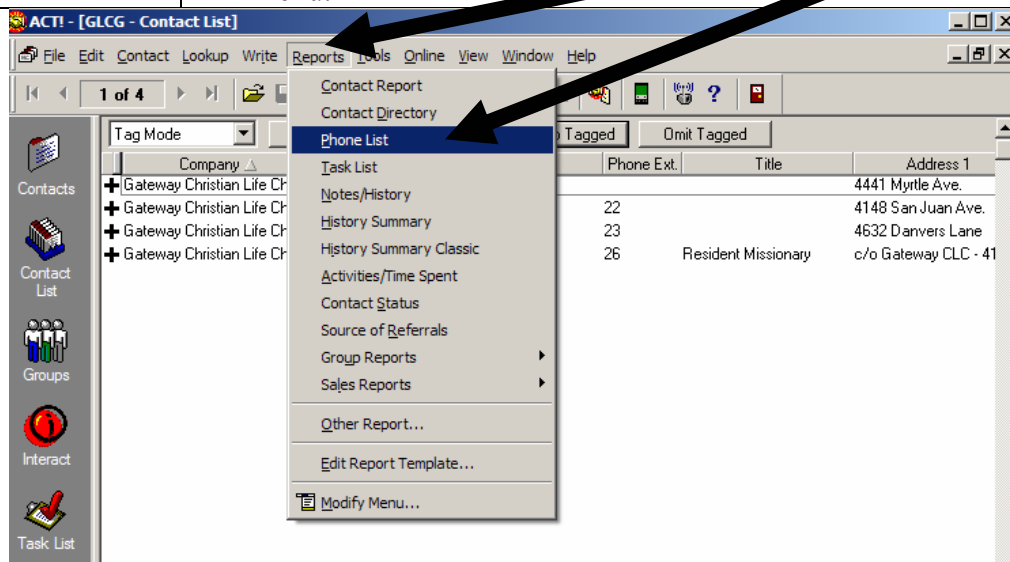 ACT! - [GLCG - Contact List]
File Edit Contact Lookup Write Reports Tools Online View Window Help
1 of 4
Tag Mode Tagged Omit Tagged
Company Phone Ext. Title Address 1
Gateway Christian Life Ch 4441 Myrtle Ave.
Gateway Christian Life Ch 22 4148 San Juan Ave.
Gateway Christian Life Ch 23 4632 Danvers Lane
Gateway Christian Life Ch 26 Resident Missionary c/o Gateway CLC - 41
Contacts
Contact
List
Groups
Interact
Task List
Contact Report
Contact Directory
Phone List
Task List
Notes/History
History Summary
History Summary Classic
Activities/Time Spent
Contact Status
Source of Referrals
Group Reports
Sales Reports
Other Report...
Edit Report Template...
Modify Menu...